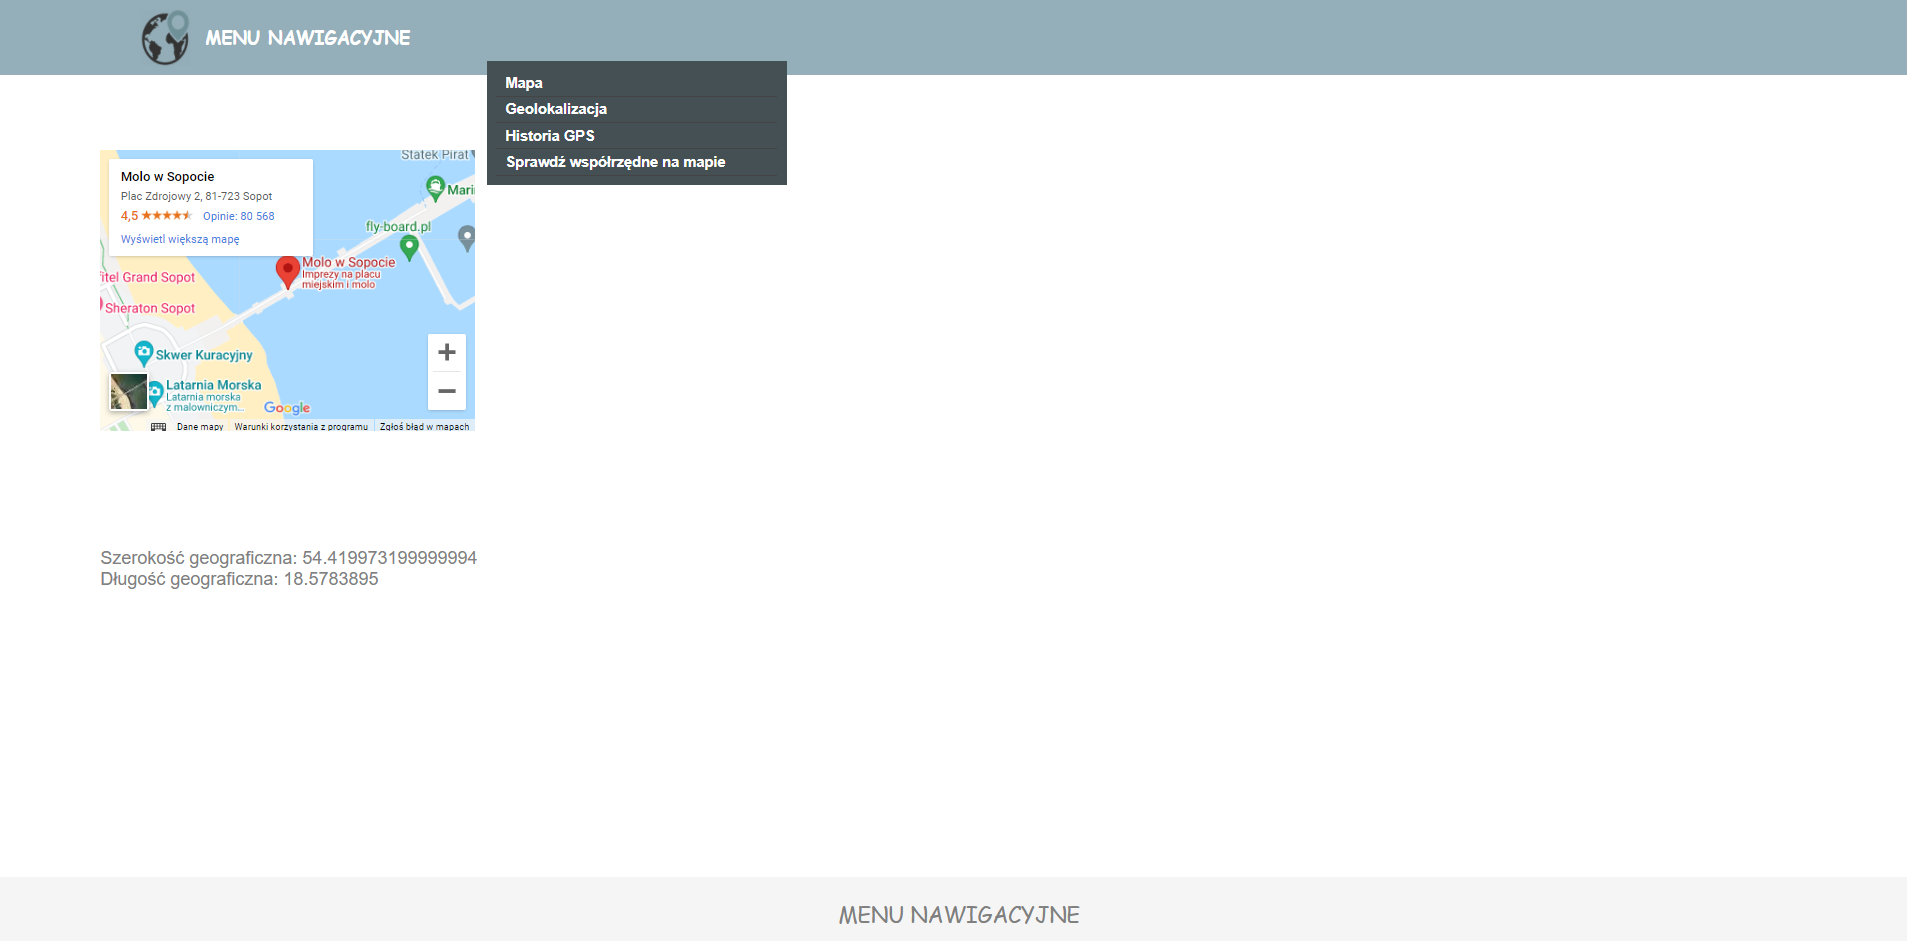 MENU NAWIGACYJNE
Mapa
Geolokalizacja
Historia GPS
Sprawdź współrzędne na mapie
Statek Pirat
Molo w Sopocie
Plac Zdrojowy 2, 81-723 Sopot
4,5 Opinie: 80 568
Wyświetl większą mapę
fly-board.pl
Molo w Sopocie
Imprezy na placu
miejskim i molo
Grand Sopot
Sheraton Sopot
Skwer Kuracyjny
Latarnia Morska
Latarnia morska
z malowniczym...
Google
Dane mapy Warunki korzystania z programu Zgłoś błąd w mapach
Szerokość geograficzna: 54.419973199999994
Długość geograficzna: 18.5783895
MENU NAWIGACYJNE